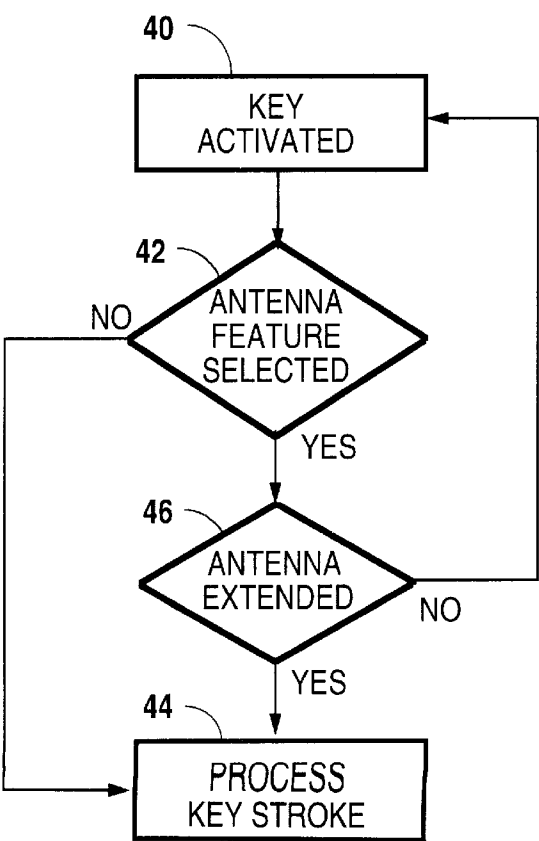 40
KEY
ACTIVATED
42
ANTENNA
FEATURE
SELECTED
NO
YES
46
ANTENNA
EXTENDED
NO
YES
44
PROCESS
KEY STROKE